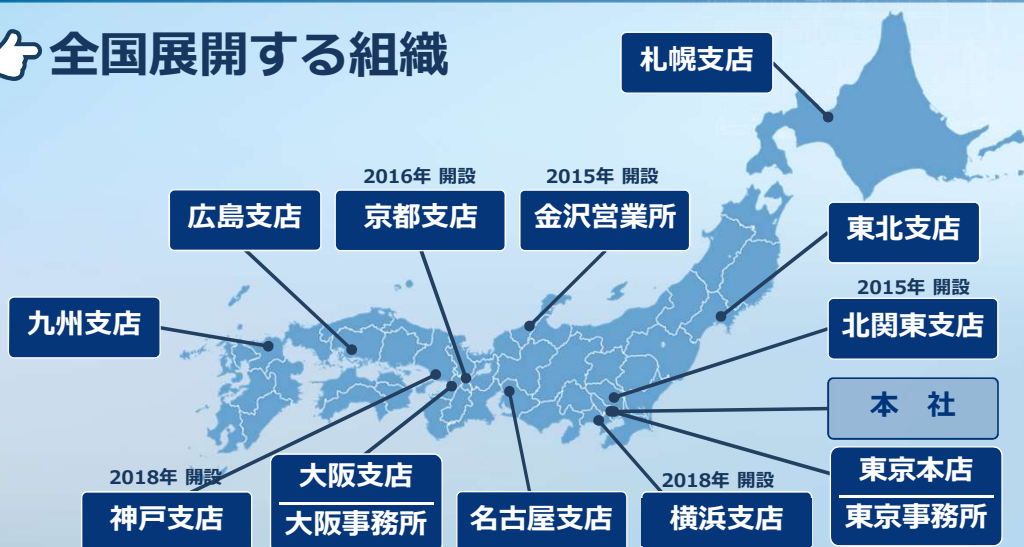 全国展開する組織
札幌支店
2016年 開設
2015年 開設
広島支店
京都支店
金沢営業所
東北支店
2015年 開設
九州支店
北関東支店
本　社
2018年 開設
大阪支店
大阪事務所
2018年 開設
東京本店
東京事務所
神戸支店
名古屋支店
横浜支店